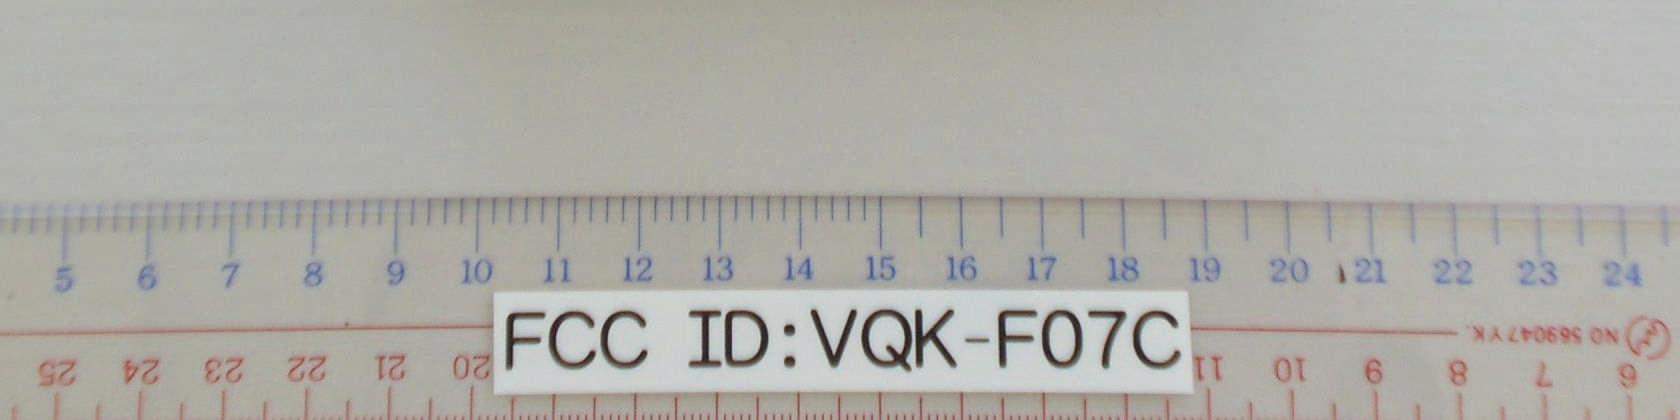 5 6 7 8 9 10 11 12 13 14 15 16 17 18 19 20 21 22 23 24
FCC ID:VQK-F07C
NO 569047 YK.
25 24 23 22 21 20 11 10 9 8 7 6